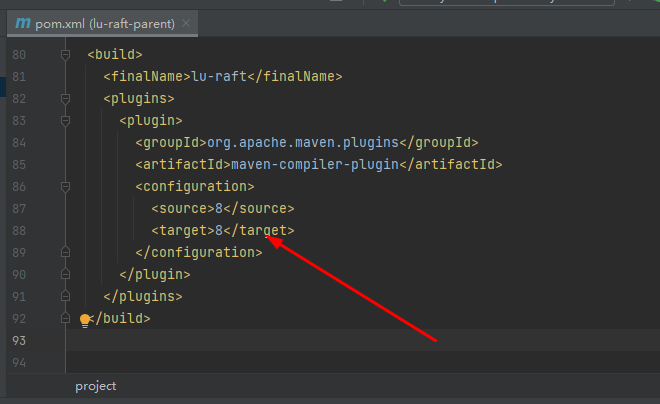 m pom.xml (lu-raft-parent) ×
80 <build>
81 <finalName>lu-raft</finalName>
82 <plugins>
83 <plugin>
84 <groupId>org.apache.maven.plugins</groupId>
85 <artifactId>maven-compiler-plugin</artifactId>
86 <configuration>
87 <source>8</source>
88 <target>8</target>
89 </configuration>
90 </plugin>
91 </plugins>
92 </build>
93
94
project